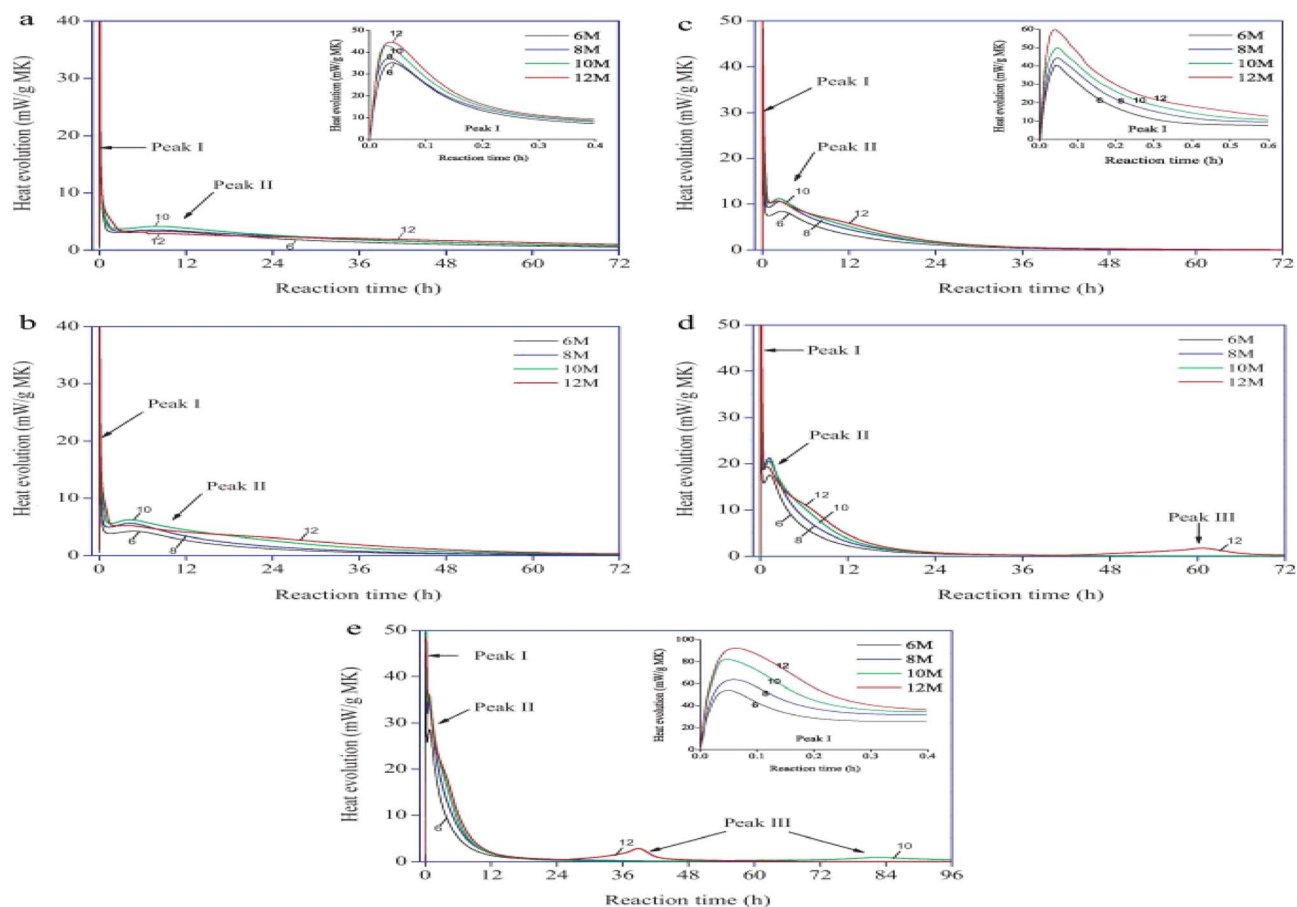 a
Heat evolution (mW/g MK)
40
30
20
10
0
0 12 24 36 48 60 72
Reaction time (h)
Peak I
Peak II
10
12
6
12
Heat evolution (mW/g MK)
50
40
30
20
10
0
0.0 0.1 0.2 0.3 0.4
Reaction time (h)
Peak I
12
10
8
6
6M
8M
10M
12M
c
Heat evolution (mW/g MK)
50
40
30
20
10
0
0 12 24 36 48 60 72
Reaction time (h)
Peak I
Peak II
10
12
6
8
Heat evolution (mW/g MK)
60
50
40
30
20
10
0
0.0 0.1 0.2 0.3 0.4 0.5 0.6
Reaction time (h)
Peak I
6 8 10 12
6M
8M
10M
12M
b
Heat evolution (mW/g MK)
40
30
20
10
0
0 12 24 36 48 60 72
Reaction time (h)
Peak I
Peak II
10
12
6
8
6M
8M
10M
12M
d
Heat evolution (mW/g MK)
50
40
30
20
10
0
0 12 24 36 48 60 72
Reaction time (h)
Peak I
Peak II
Peak III
12
10
6
8
12
6M
8M
10M
12M
e
Heat evolution (mW/g MK)
50
40
30
20
10
0
0 12 24 36 48 60 72 84 96
Reaction time (h)
Peak I
Peak II
Peak III
6
12
10
Heat evolution (mW/g MK)
100
80
60
40
20
0
0.0 0.1 0.2 0.3 0.4
Reaction time (h)
Peak I
12
10
6
6M
8M
10M
12M